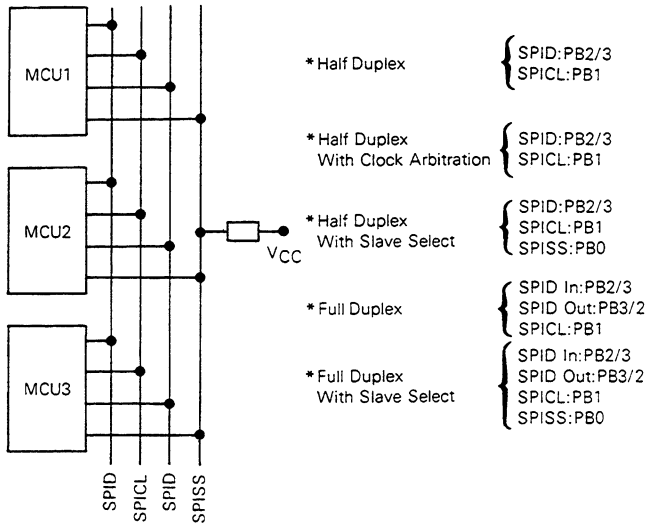 MCU1
MCU2
MCU3
SPID
SPICL
SPID
SPISS
VCC
* Half Duplex
SPID:PB2/3
SPICL:PB1
* Half Duplex
With Clock Arbitration
SPID:PB2/3
SPICL:PB1
* Half Duplex
With Slave Select
SPID:PB2/3
SPICL:PB1
SPISS:PB0
* Full Duplex
SPID In:PB2/3
SPID Out:PB3/2
SPICL:PB1
* Full Duplex
With Slave Select
SPID In:PB2/3
SPID Out:PB3/2
SPICL:PB1
SPISS:PB0